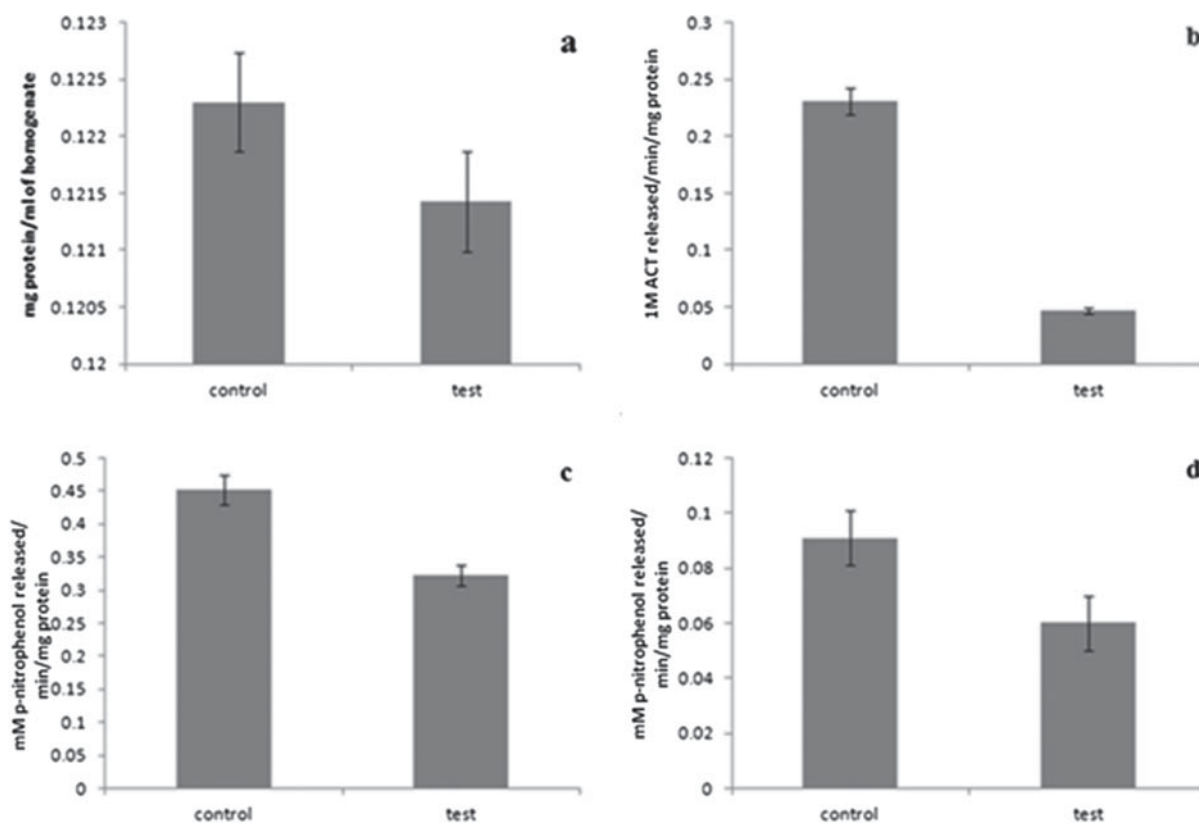 a
mg protein/ml of homogenate
0.123
0.1225
0.122
0.1215
0.121
0.1205
0.12
control test
b
1M ACT released/min/mg protein
0.3
0.25
0.2
0.15
0.1
0.05
0
control test
c
mM p-nitrophenol released/
min/mg protein
0.5
0.45
0.4
0.35
0.3
0.25
0.2
0.15
0.1
0.05
0
control test
d
mM p-nitrophenol released/
min/mg protein
0.12
0.1
0.08
0.06
0.04
0.02
0
control test